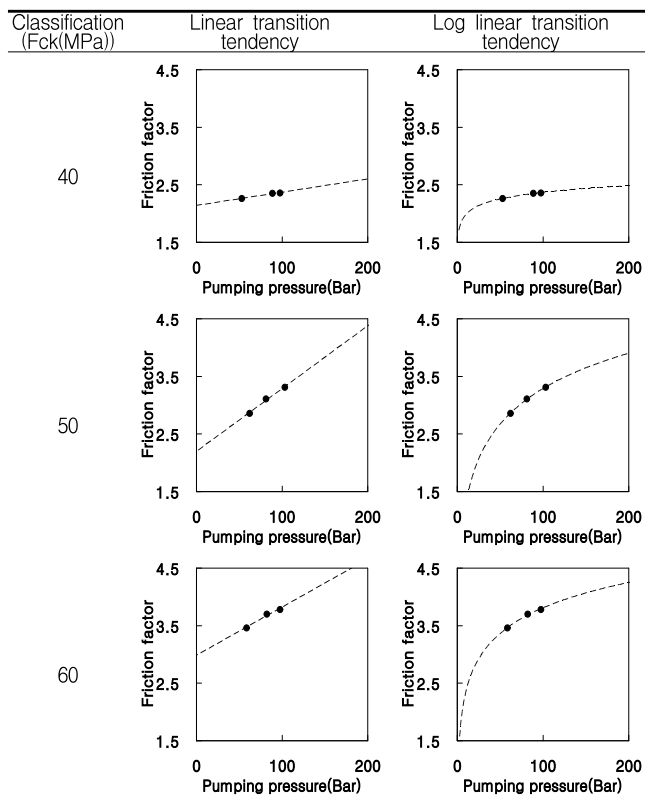 Classification
(Fck(MPa))
Linear transition
tendency
Log linear transition
tendency
40
Friction factor
4.5
3.5
2.5
1.5
0 100 200
Pumping pressure(Bar)
Friction factor
4.5
3.5
2.5
1.5
0 100 200
Pumping pressure(Bar)
50
Friction factor
4.5
3.5
2.5
1.5
0 100 200
Pumping pressure(Bar)
Friction factor
4.5
3.5
2.5
1.5
0 100 200
Pumping pressure(Bar)
60
Friction factor
4.5
3.5
2.5
1.5
0 100 200
Pumping pressure(Bar)
Friction factor
4.5
3.5
2.5
1.5
0 100 200
Pumping pressure(Bar)